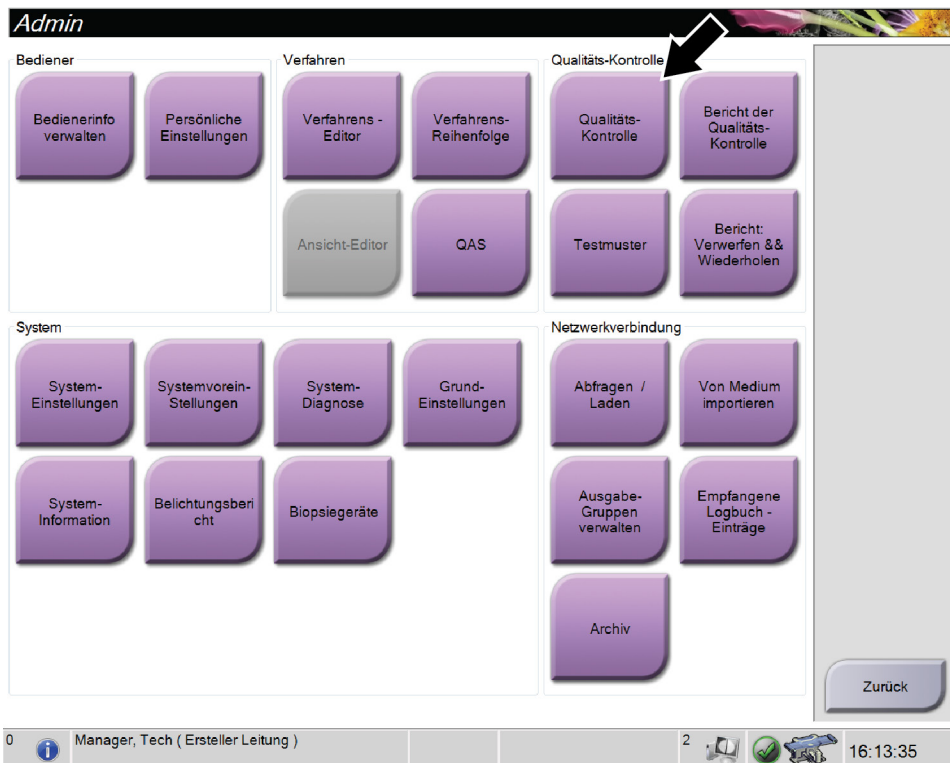 Admin
Bediener
Bedienerinfo
verwalten
Persönliche
Einstellungen
Verfahren
Verfahrens -
Editor
Verfahrens-
Reihenfolge
Ansicht-Editor
QAS
Qualitäts-Kontrolle
Qualitäts-
Kontrolle
Bericht der
Qualitäts-
Kontrolle
Testmuster
Bericht:
Verwerfen &&
Wiederholen
System
System-
Einstellungen
Systemvorein-
Stellungen
System-
Diagnose
Grund-
Einstellungen
System-
Information
Belichtungsberi
cht
Biopsiegeräte
Netzwerkverbindung
Abfragen /
Laden
Von Medium
importieren
Ausgabe-
Gruppen
verwalten
Empfangene
Logbuch -
Einträge
Archiv
Zurück
0
Manager, Tech ( Ersteller Leitung )
2
16:13:35